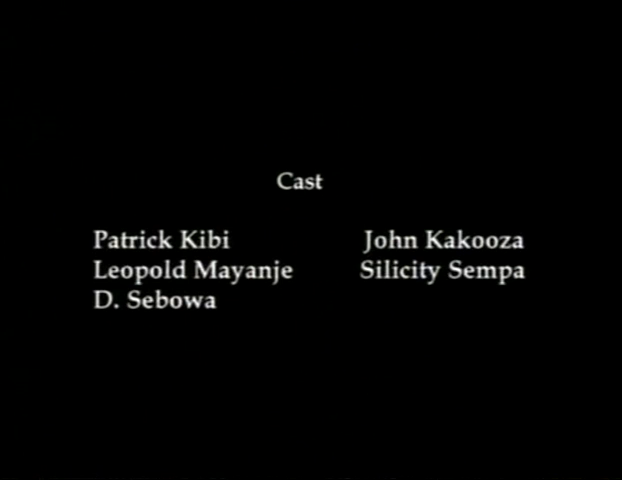 Cast
Patrick Kibi John Kakooza
Leopold Mayanje Silicity Sempa
D. Sebowa